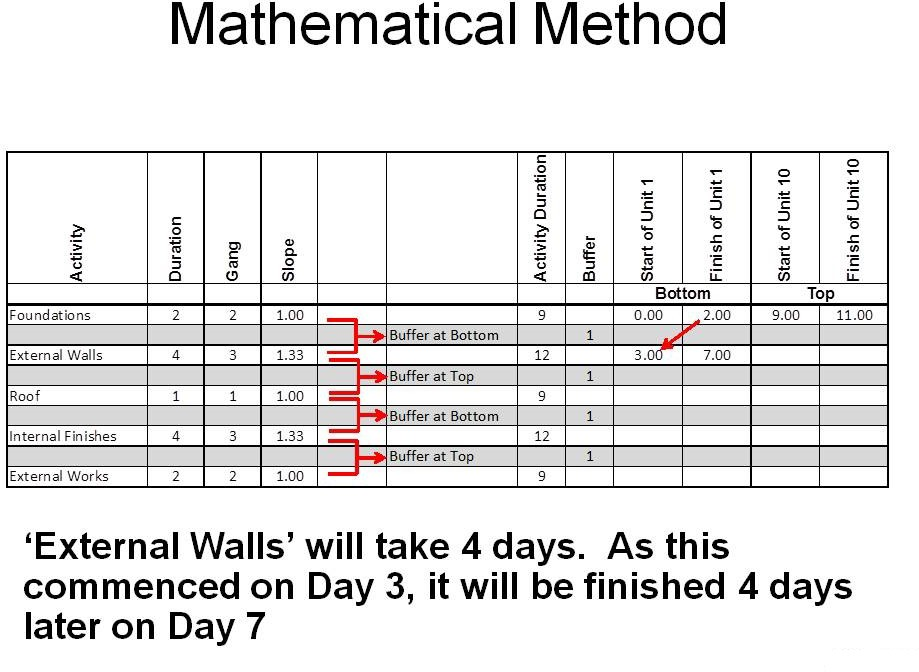 Mathematical Method
Activity Duration Gang Slope Activity Duration Buffer Start of Unit 1 Finish of Unit 1 Start of Unit 10 Finish of Unit 10
Bottom Top
Foundations 2 2 1.00 9 0.00 2.00 9.00 11.00
Buffer at Bottom 1
External Walls 4 3 1.33 12 3.00 7.00
Buffer at Top 1
Roof 1 1 1.00 9
Buffer at Bottom 1
Internal Finishes 4 3 1.33 12
Buffer at Top 1
External Works 2 2 1.00 9
‘External Walls’ will take 4 days. As this
commenced on Day 3, it will be finished 4 days
later on Day 7